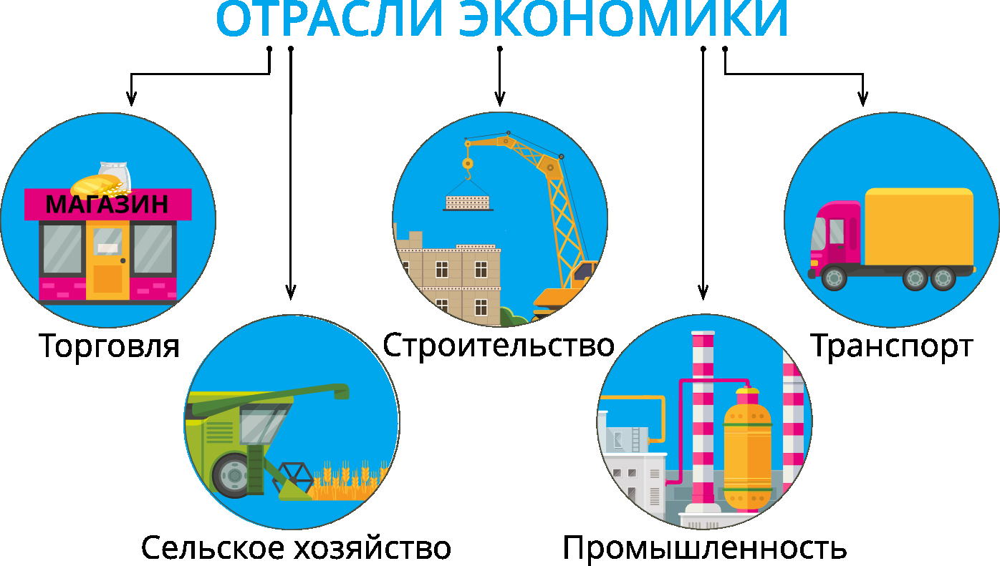 ОТРАСЛИ ЭКОНОМИКИ
МАГАЗИН
Торговля
Строительство
Транспорт
Сельское хозяйство
Промышленность